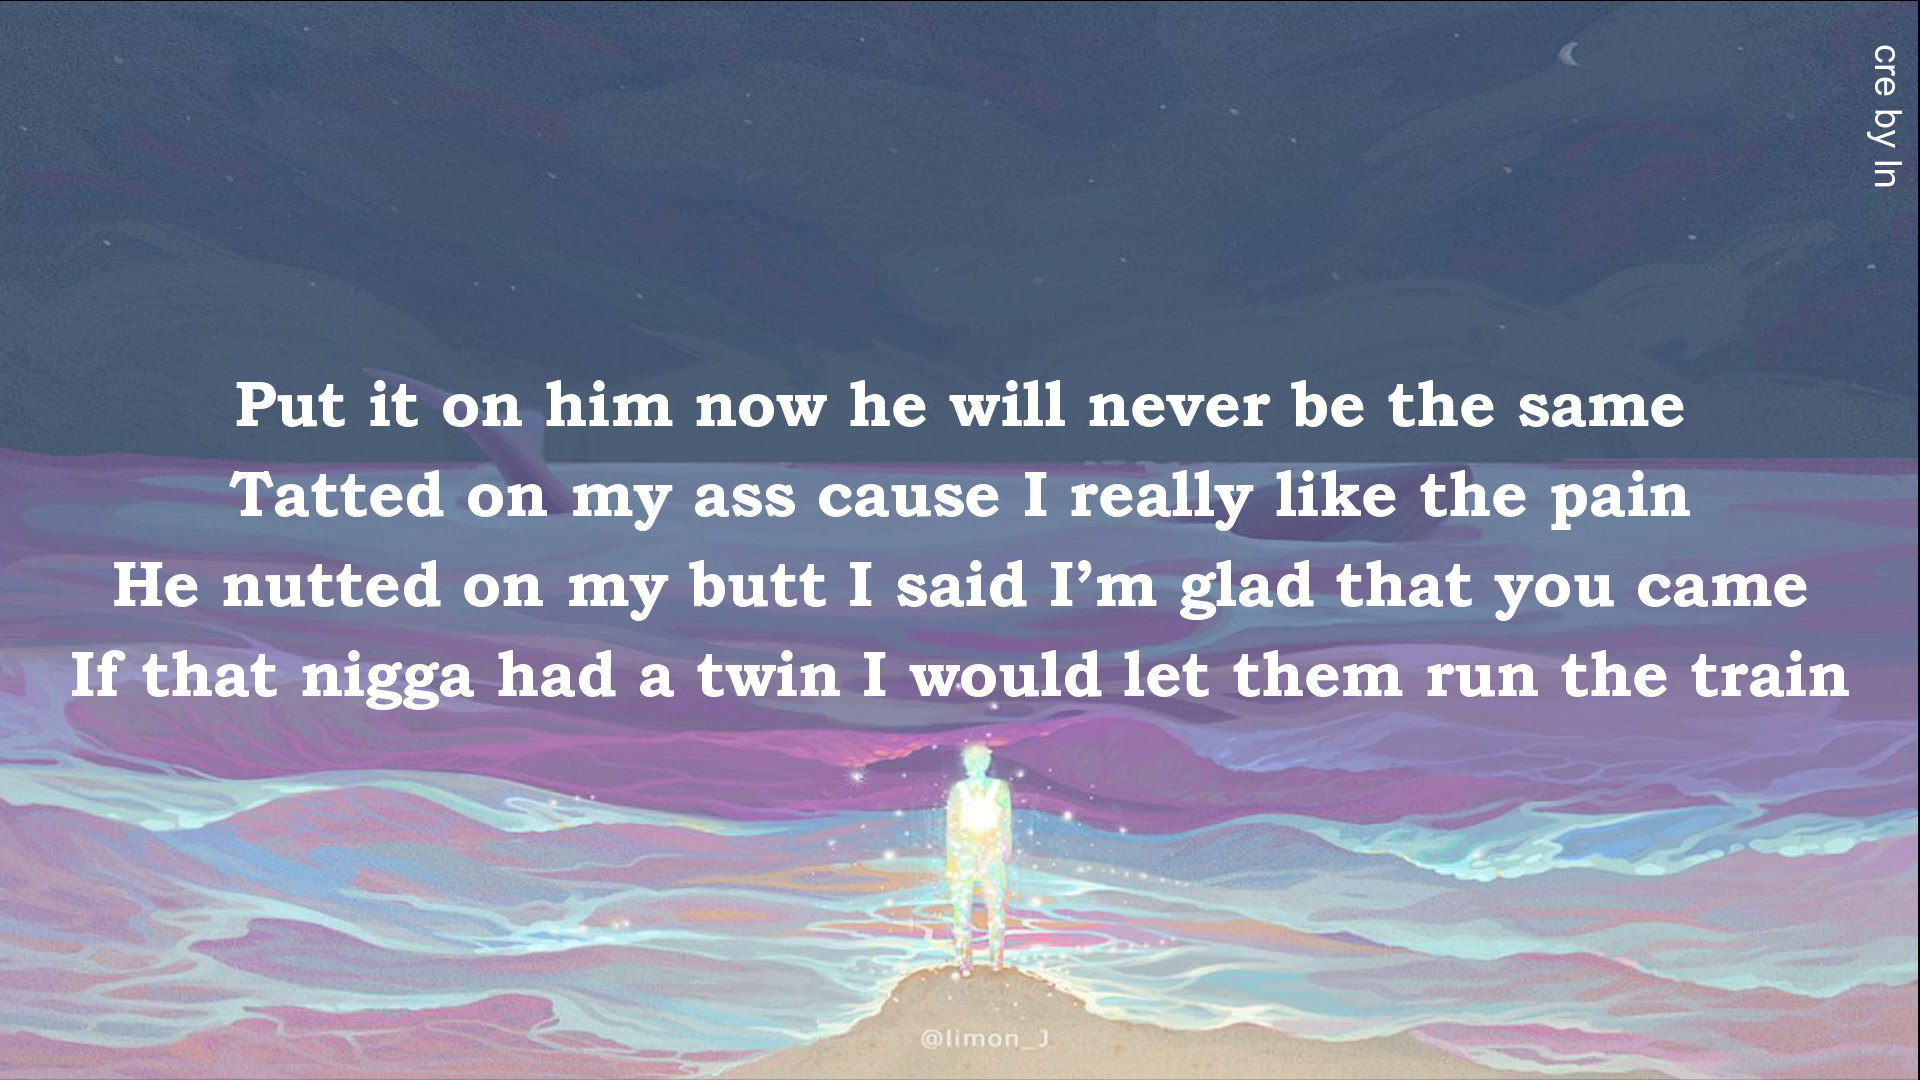 cre by In
Put it on him now he will never be the same
Tatted on my ass cause I really like the pain
He nutted on my butt I said I’m glad that you came
If that nigga had a twin I would let them run the train
@limon_J